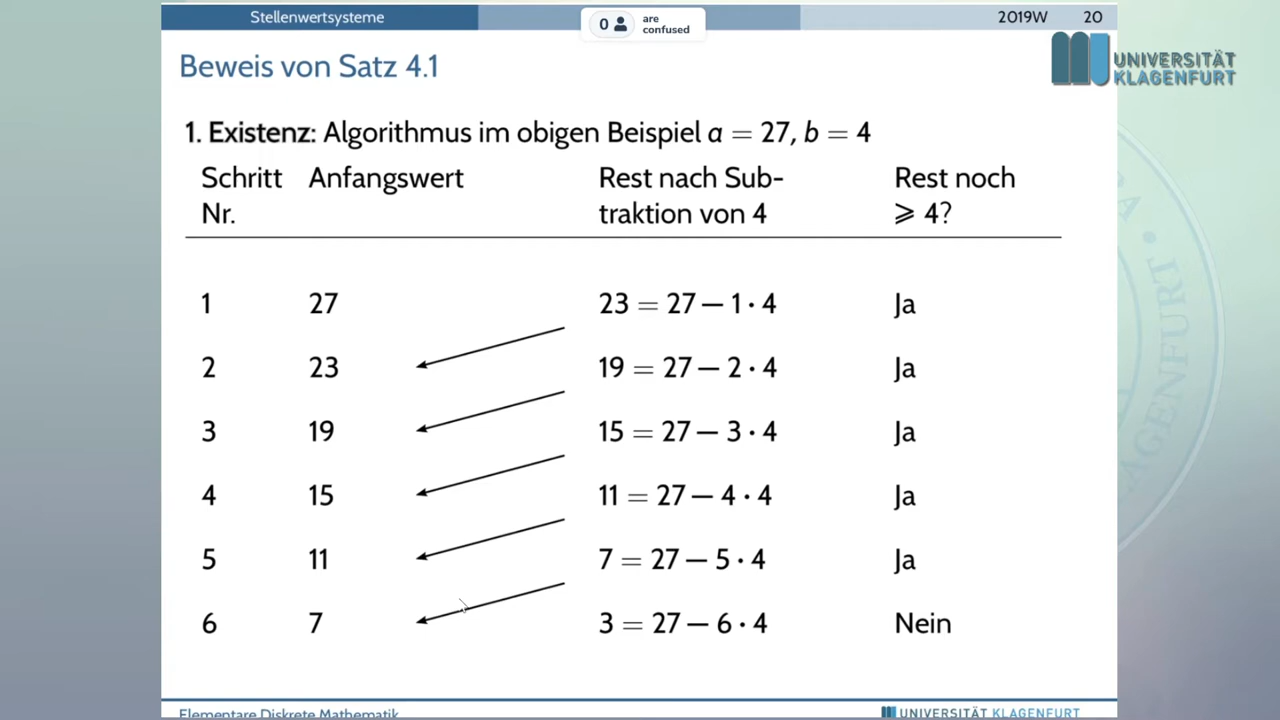 Stellenwertsysteme
0 are confused
2019W 20
Beweis von Satz 4.1
UNIVERSITÄT
KLAGENFURT
1. Existenz: Algorithmus im obigen Beispiel a = 27, b = 4
Schritt Nr. Anfangswert Rest nach Sub-traktion von 4 Rest noch ⩾ 4?
1 27 23 = 27 − 1 · 4 Ja
2 23 19 = 27 − 2 · 4 Ja
3 19 15 = 27 − 3 · 4 Ja
4 15 11 = 27 − 4 · 4 Ja
5 11 7 = 27 − 5 · 4 Ja
6 7 3 = 27 − 6 · 4 Nein
Elementare Diskrete Mathematik
UNIVERSITÄT KLAGENFURT
KLAGENFURT